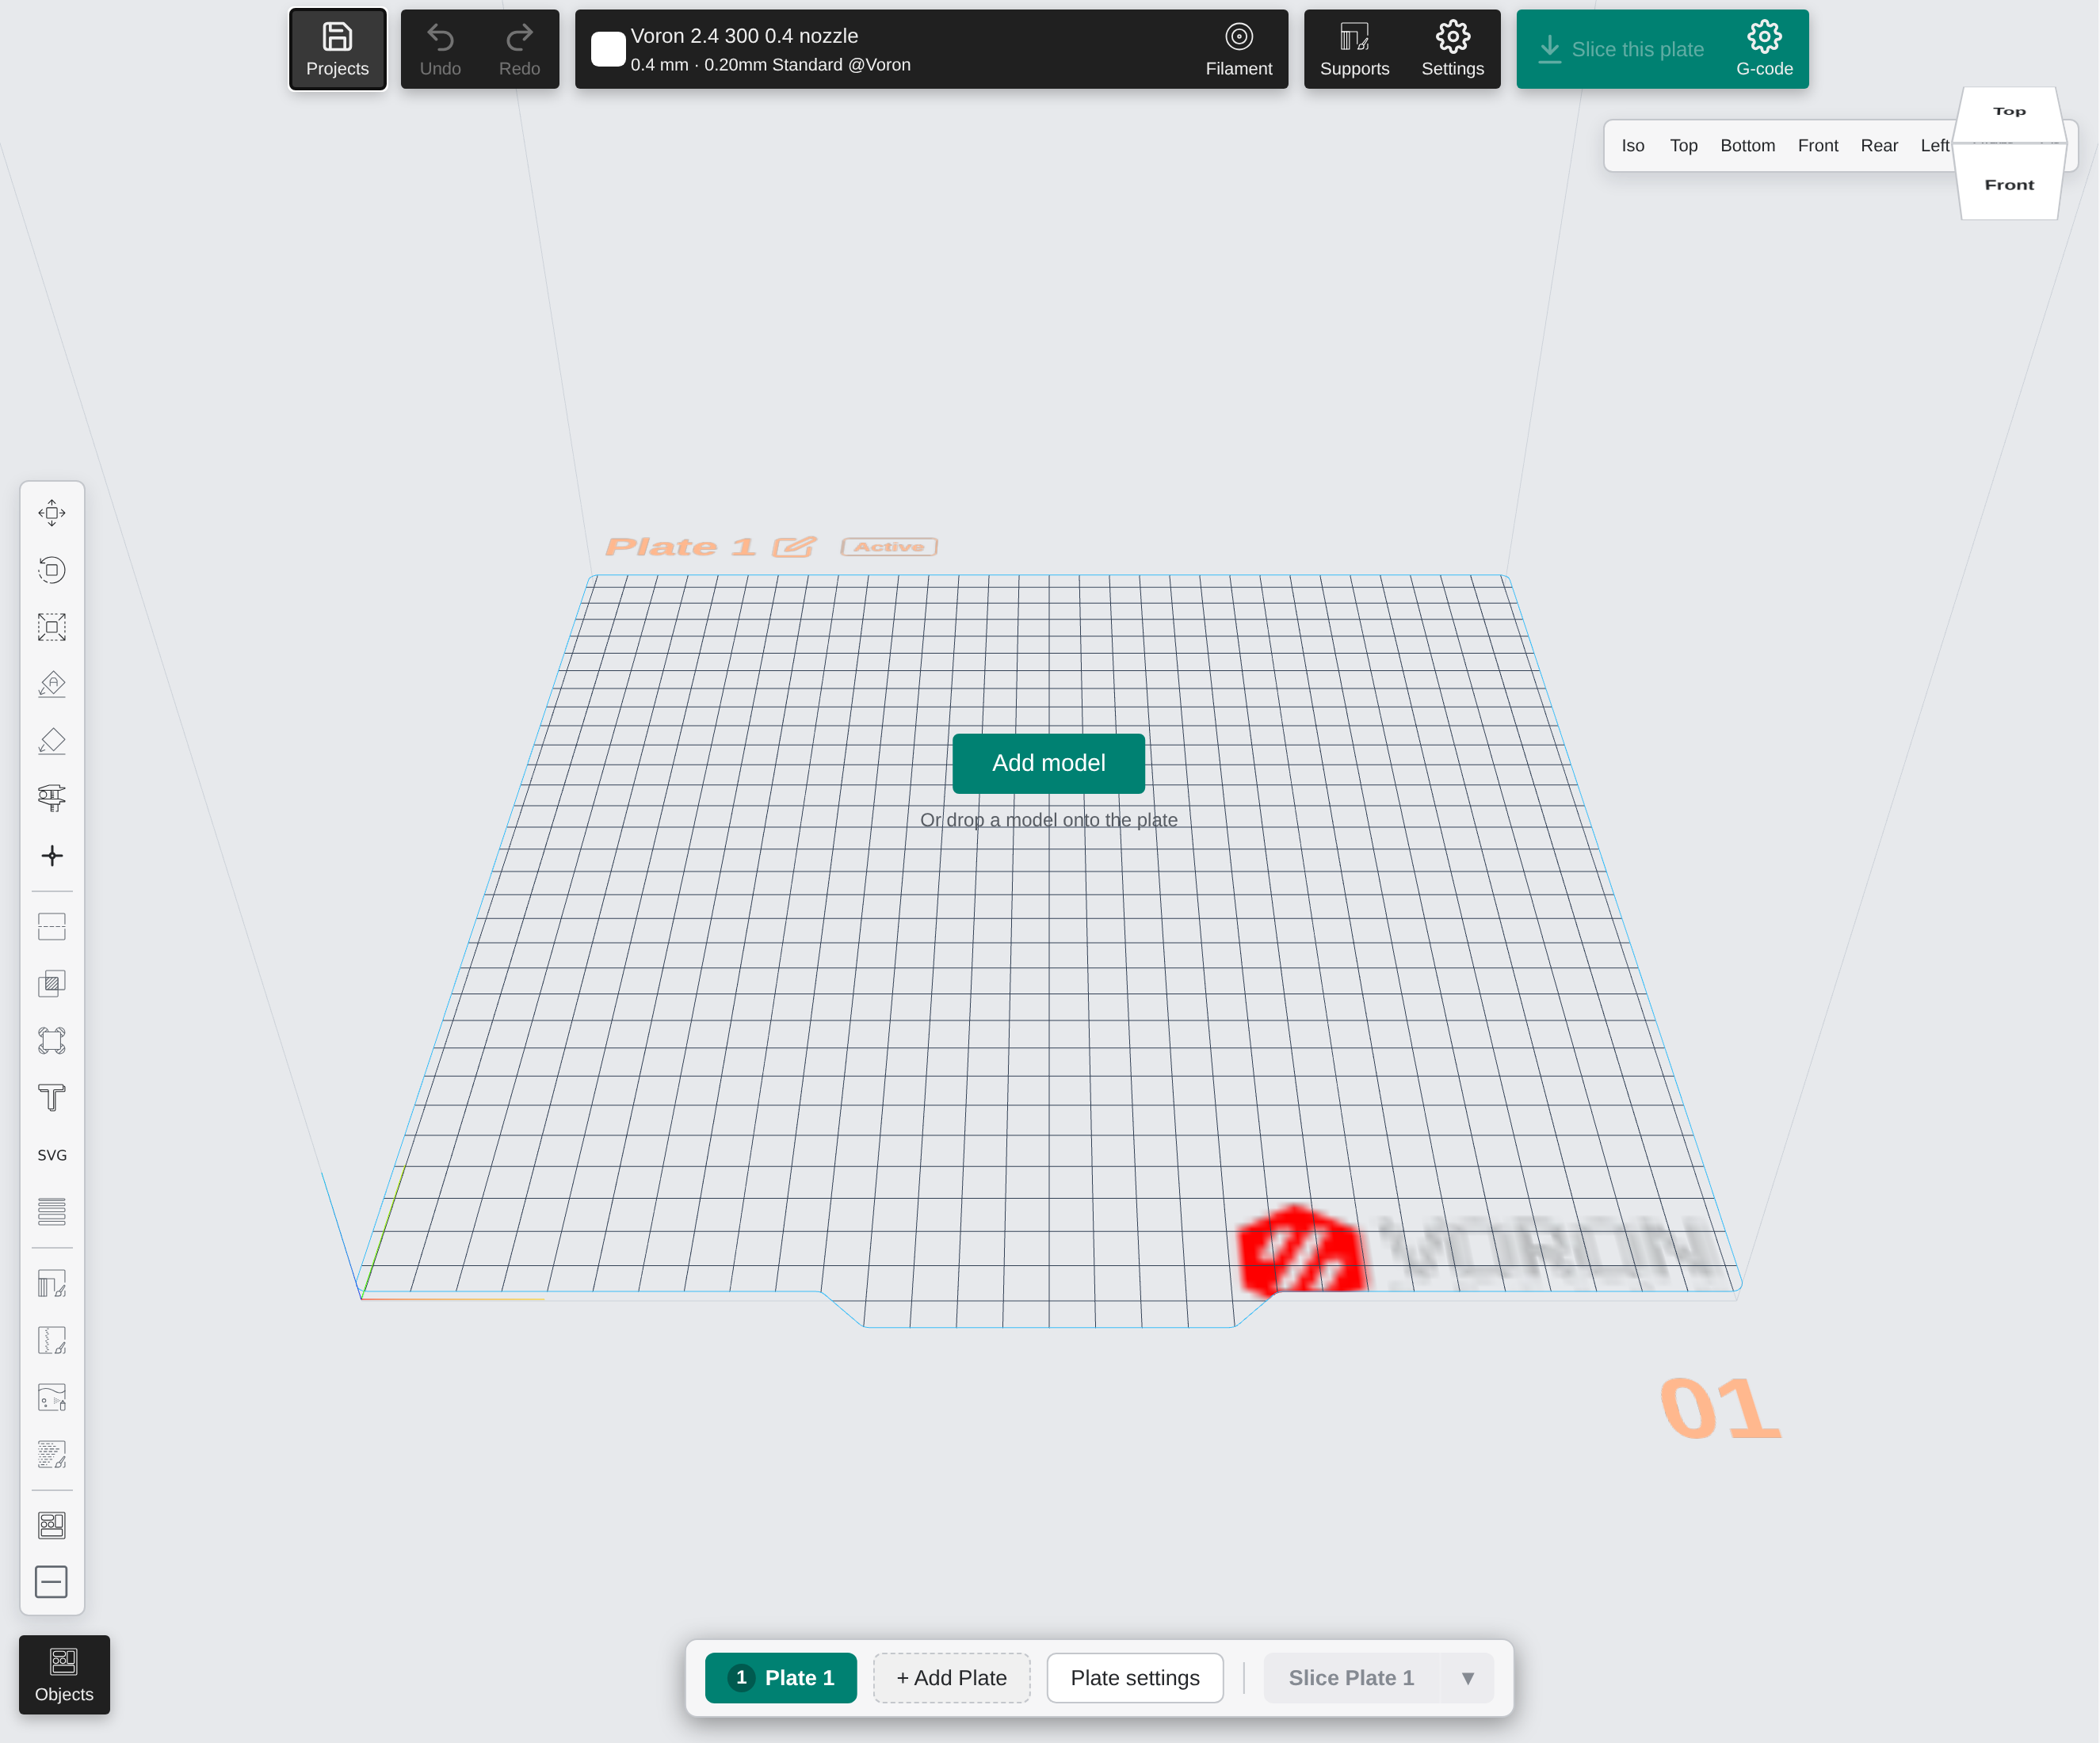 Projects
Undo
Redo
Voron 2.4 300 0.4 nozzle
0.4 mm · 0.20mm Standard @Voron
Filament
Supports
Settings
Slice this plate
G-code
Top
Iso Top Bottom Front Rear Left
Front
Plate 1 Active
Add model
Or drop a model onto the plate
SVG
VORON
01
Objects
1 Plate 1
+ Add Plate
Plate settings
Slice Plate 1